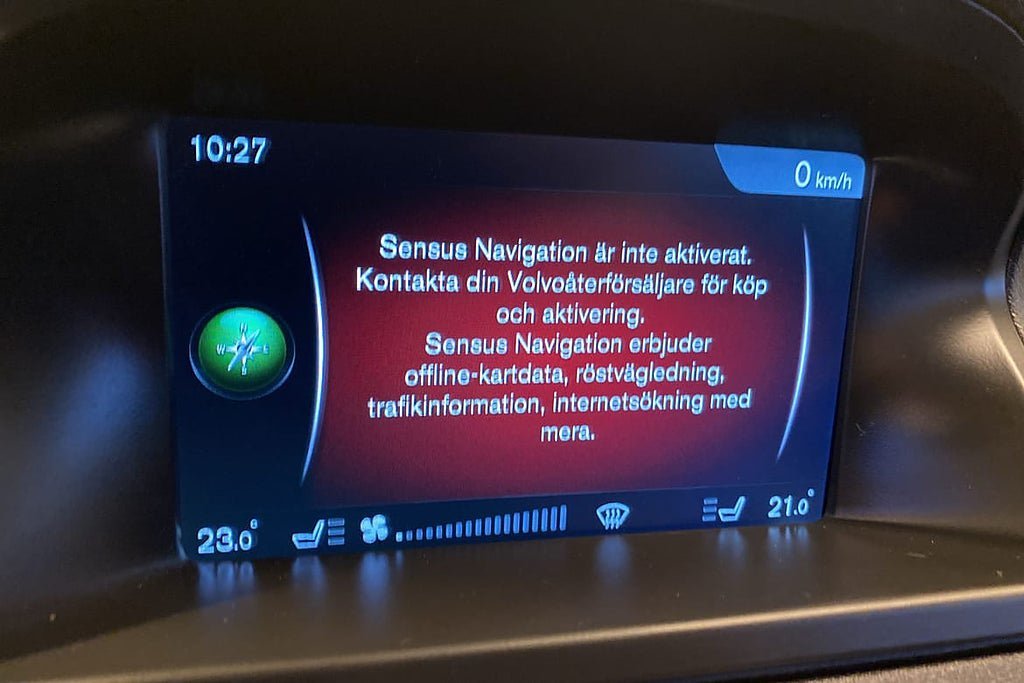 10:27
0 km/h
Sensus Navigation är inte aktiverat.
Kontakta din Volvoåterförsäljare för köp
och aktivering.
Sensus Navigation erbjuder
offline-kartdata, röstvägledning,
trafikinformation, internetsökning med
mera.
N
W E
S
23.0°
21.0°